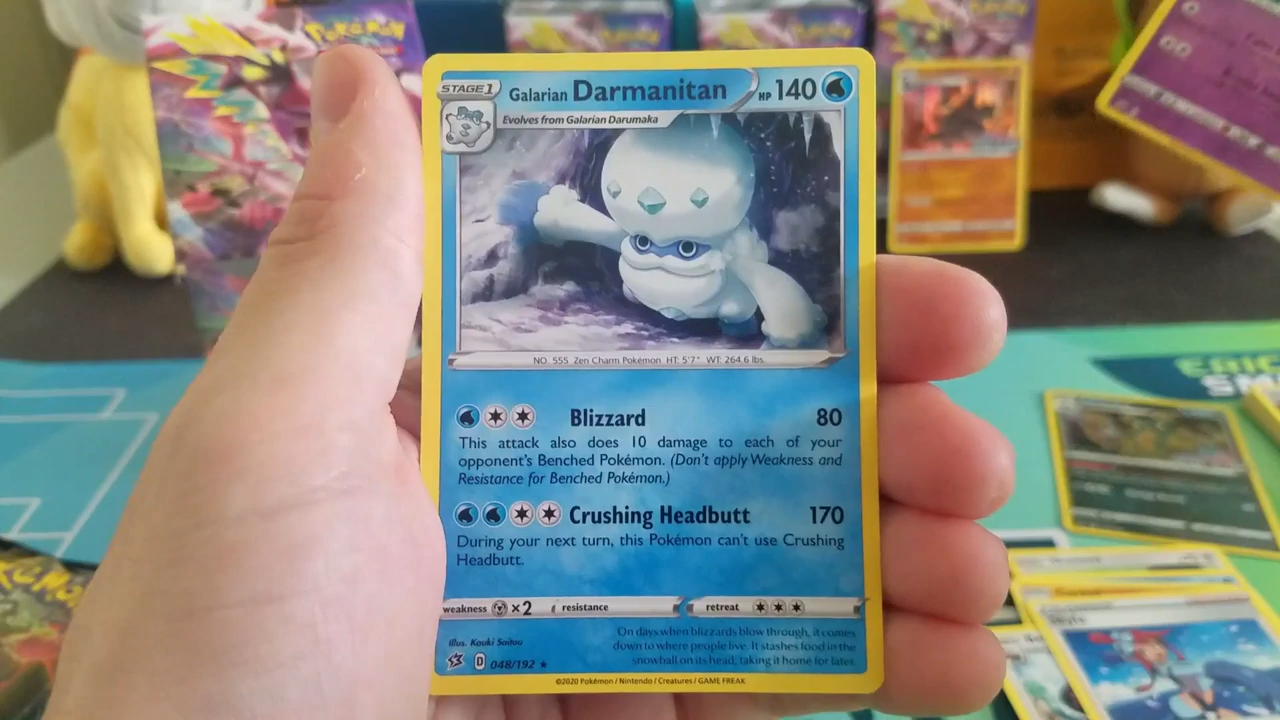 Pokémon
STAGE 1 Galarian Darmanitan HP 140
Evolves from Galarian Darumaka
NO. 555 Zen Charm Pokémon HT: 5'7" WT: 264.6 lbs.
Blizzard 80
This attack also does 10 damage to each of your
opponent's Benched Pokémon. (Don't apply Weakness and
Resistance for Benched Pokémon.)
Crushing Headbutt 170
During your next turn, this Pokémon can't use Crushing
Headbutt.
weakness ×2 resistance retreat
Illus. Kouki Saitou
On days when blizzards blow through, it comes
down to where people live. It stashes food in the
snowball on its head, taking it home for later.
D 048/192 ★
©2020 Pokémon / Nintendo / Creatures / GAME FREAK